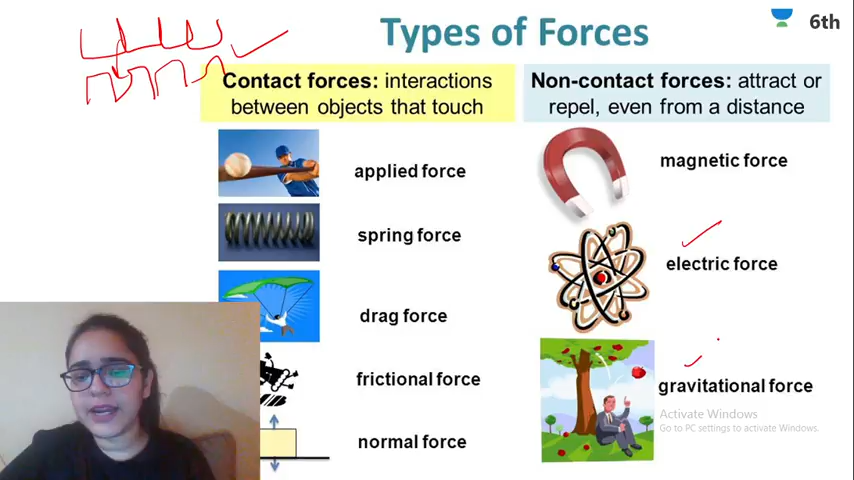 Types of Forces
6th
Contact forces: interactions
between objects that touch
Non-contact forces: attract or
repel, even from a distance
applied force
magnetic force
spring force
electric force
drag force
frictional force
gravitational force
normal force
Activate Windows
Go to PC settings to activate Windows.